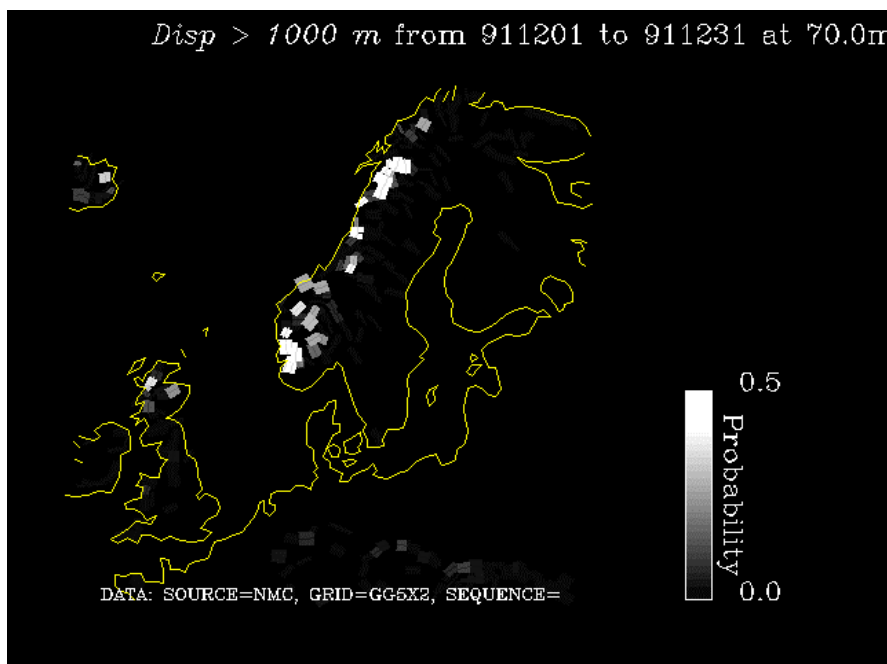 Disp > 1000 m from 911201 to 911231 at 70.0m
0.5
Probability
0.0
DATA: SOURCE=NMC, GRID=GG5X2, SEQUENCE=